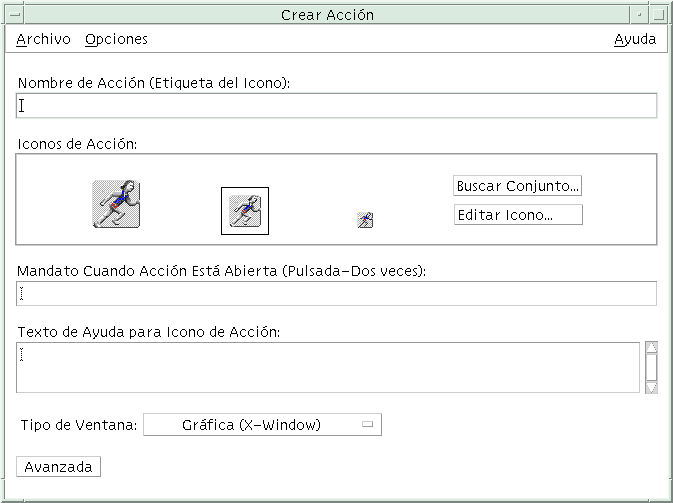 Crear Acción
Archivo Opciones Ayuda
Nombre de Acción (Etiqueta del Icono):
Iconos de Acción:
Buscar Conjunto...
Editar Icono...
Mandato Cuando Acción Está Abierta (Pulsada-Dos veces):
Texto de Ayuda para Icono de Acción:
Tipo de Ventana: Gráfica (X-Window)
Avanzada